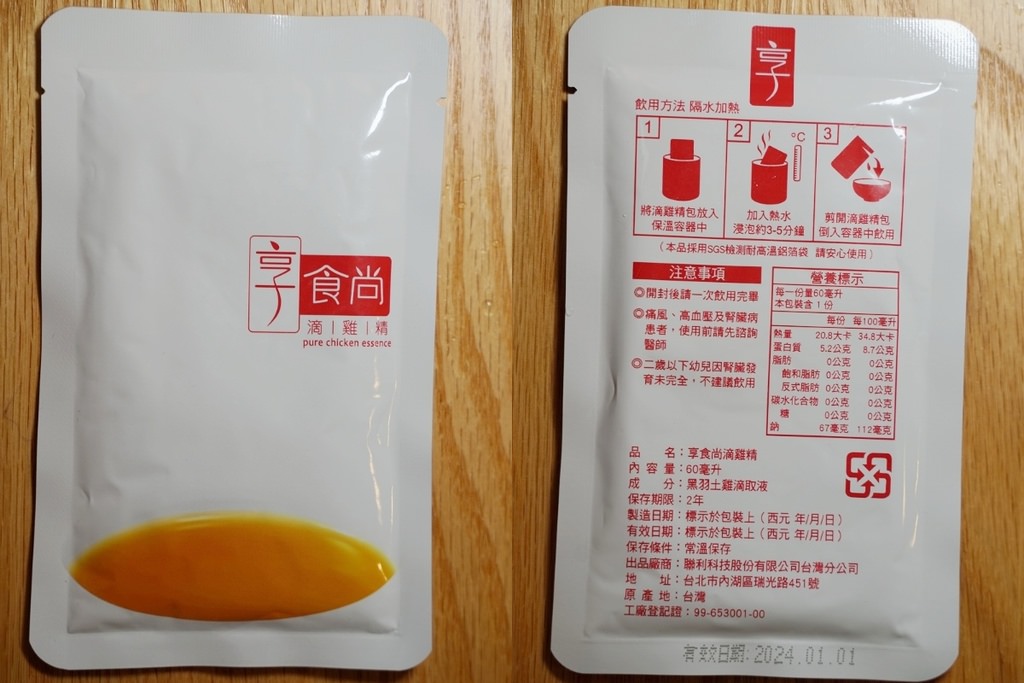 享
食尚
滴｜雞｜精
pure chicken essence
享
飲用方法 隔水加熱
1 2 3
°C
將滴雞精包放入
保溫容器中
加入熱水
浸泡約3-5分鐘
剪開滴雞精包
倒入容器中飲用
（本品採用SGS檢測耐高溫鋁箔袋 請安心使用）
注意事項
◎開封後請一次飲用完畢
◎痛風、高血壓及腎臟病
患者，使用前請先諮詢
醫師
◎二歲以下幼兒因腎臟發
育未完全，不建議飲用
營養標示
每一份量60毫升
本包裝含 1 份
每份 每100毫升
熱量 20.8大卡 34.8大卡
蛋白質 5.2公克 8.7公克
脂肪 0公克 0公克
飽和脂肪 0公克 0公克
反式脂肪 0公克 0公克
碳水化合物 0公克 0公克
糖 0公克 0公克
鈉 67毫克 112毫克
品 名：享食尚滴雞精
內 容 量：60毫升
成 分：黑羽土雞滴取液
保存期限：2年
製造日期：標示於包裝上（西元 年/月/日）
有效日期：標示於包裝上（西元 年/月/日）
保存條件：常溫保存
出品廠商：聯利科技股份有限公司台灣分公司
地 址：台北市內湖區瑞光路451號
原 產 地：台灣
工廠登記證：99-653001-00
有效日期:2024.01.01